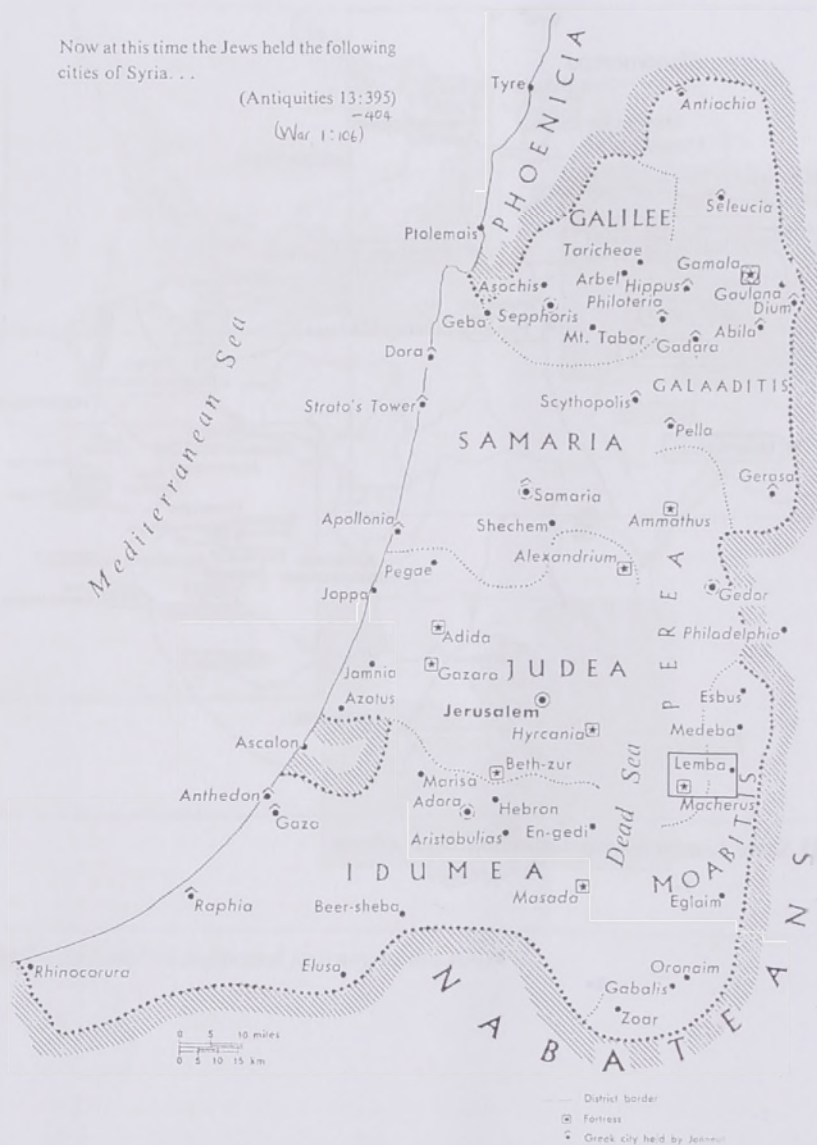 Now at this time the Jews held the following
cities of Syria. . .
(Antiquities 13:395)
-404
(War 1:106)
Tyre
PHOENICIA
Antiochia
Seleucia
GALILEE
Ptolemais
Taricheae
Gamala
Asochis
Arbel
Hippus
Gaulana
Sepphoris
Philoteria
Dium
Geba
Mt. Tabor
Gadara
Abila
Dora
GALAADITIS
Strato's Tower
Scythopolis
Pella
SAMARIA
Mediterranean Sea
Samaria
Gerasa
Apollonia
Shechem
Ammathus
Alexandrium
Pegae
Joppa
Gedor
PEREA
Adida
Philadelphia
Jamnia
Gazara
JUDEA
Azotus
Jerusalem
Esbus
Hyrcania
Medeba
Ascalon
Beth-zur
Lemba
Marisa
Macherus
Anthedon
Adora
Hebron
Gaza
Aristobulias
En-gedi
Dead Sea
IDUMEA
MOABITIS
Masada
Raphia
Beer-sheba
Eglaim
Rhinocorura
Elusa
Oronaim
Gabalis
Zoar
NABATEANS
0 5 10 miles
0 5 10 15 km
District border
Fortress
Greek city held by Jannaeus